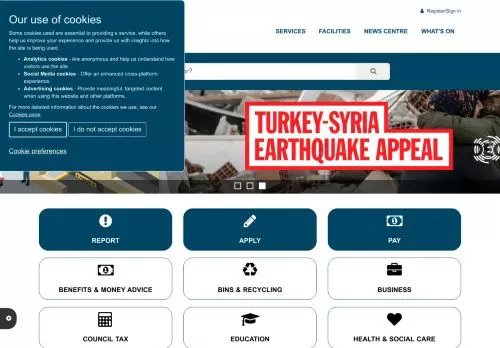 Register/Sign In
Our use of cookies
Some cookies used are essential to providing a service, while others
help us improve your experience and provide us with insights into how
the site is being used.
Analytics cookies - Are anonymous and help us understand how
visitors use the site.
Social Media cookies - Offer an enhanced cross-platform
experience.
Advertising cookies - Provide meaningful, targeted content
when using this website and other platforms.
For more detailed information about the cookies we use, see our
Cookies page
I accept cookies
I do not accept cookies
Cookie preferences
SERVICES
FACILITIES
NEWS CENTRE
WHAT'S ON
TURKEY-SYRIA
EARTHQUAKE APPEAL
REPORT
APPLY
PAY
BENEFITS & MONEY ADVICE
BINS & RECYCLING
BUSINESS
COUNCIL TAX
EDUCATION
HEALTH & SOCIAL CARE